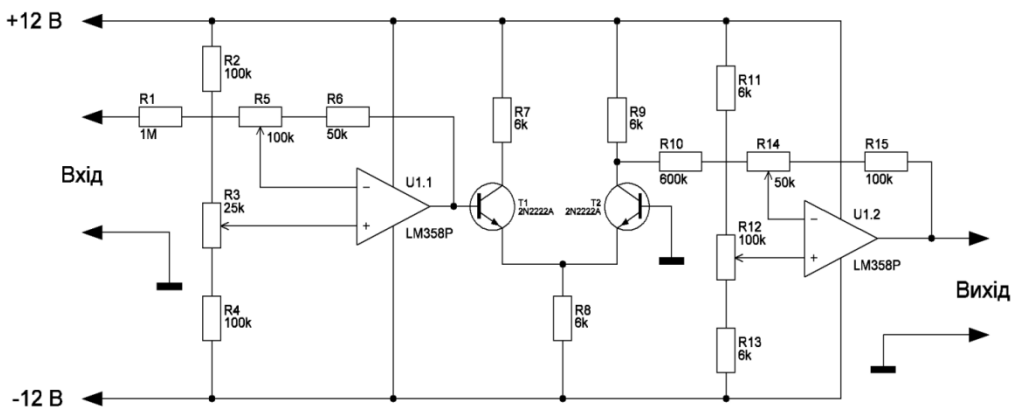 +12 В
R2
100k
R1
1M
R5
100k
R6
50k
R7
6k
R9
6k
R11
6k
R10
600k
R14
50k
R15
100k
Вхід
U1.1
LM358P
R3
25k
T1
2N2222A
T2
2N2222A
R12
100k
U1.2
LM358P
R4
100k
R8
6k
R13
6k
Вихід
-12 В